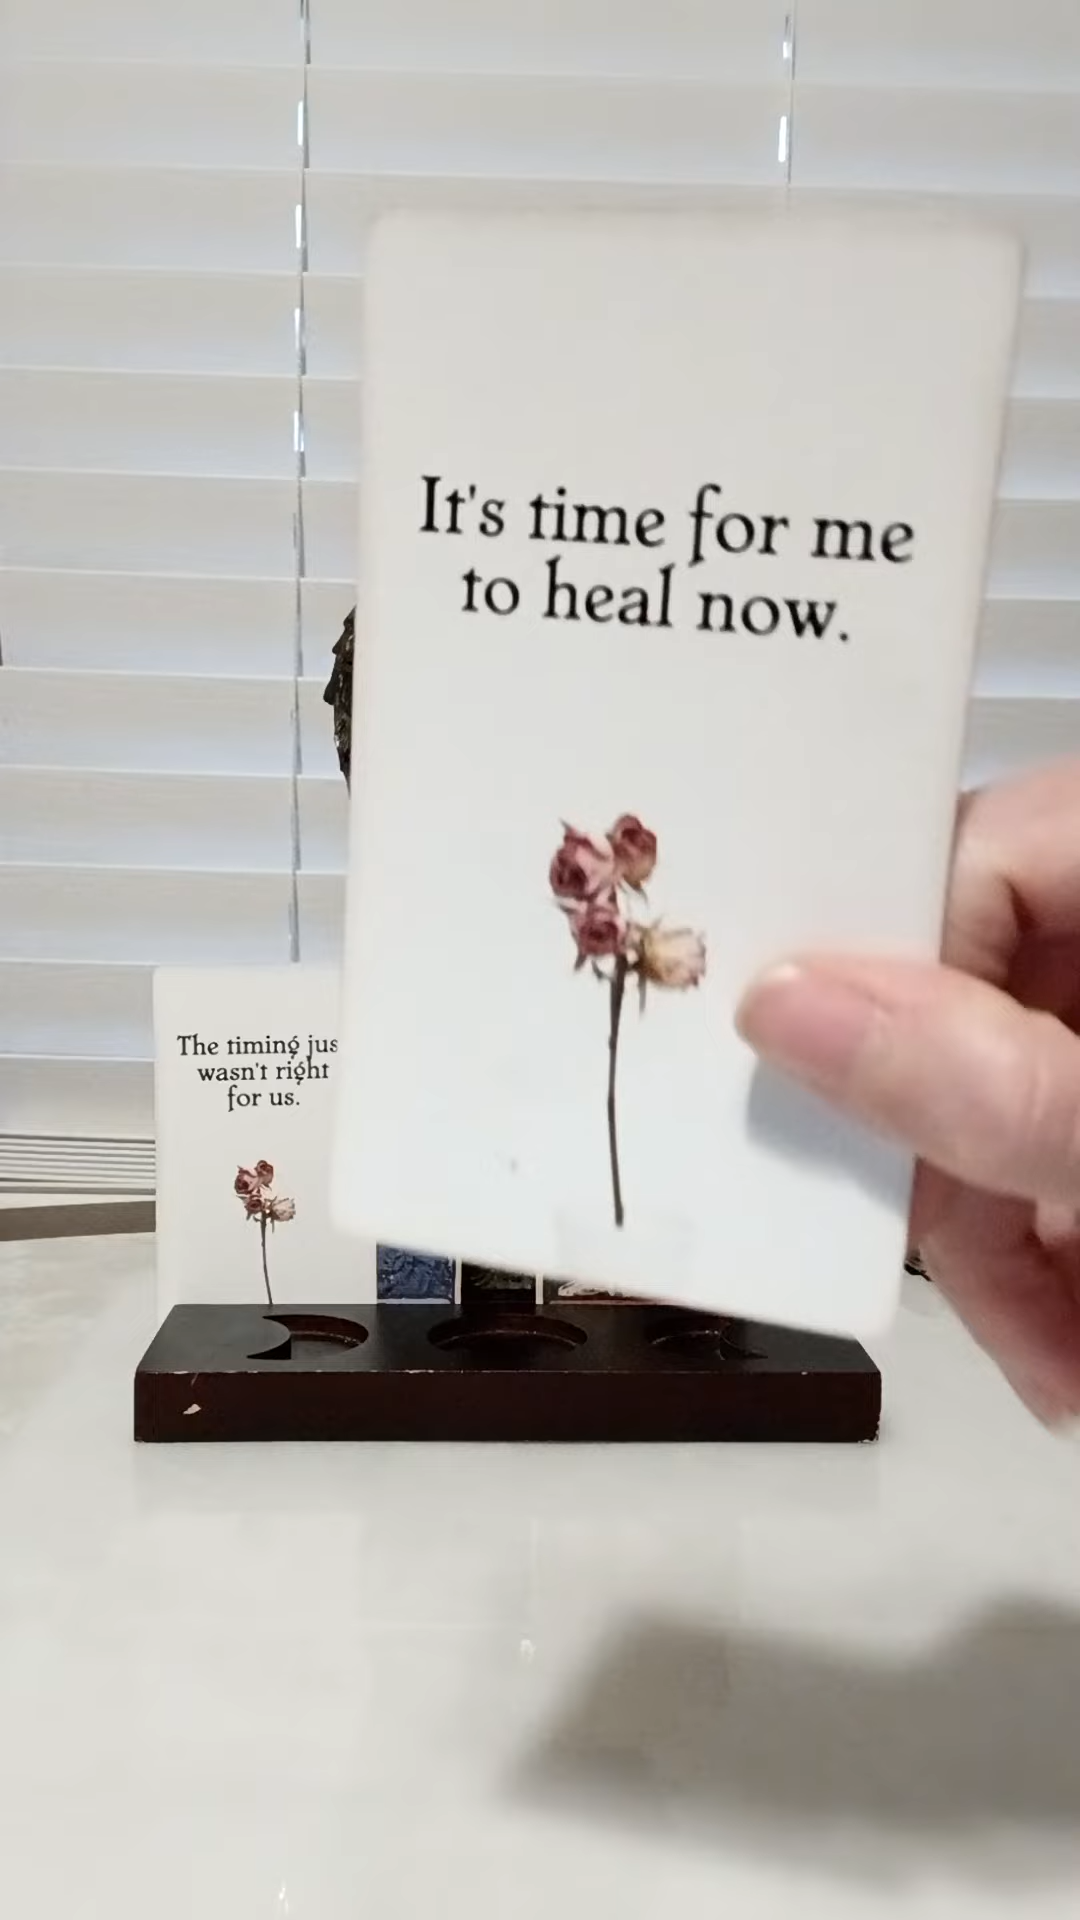 It's time for me
to heal now.
The timing jus
wasn't right
for us.